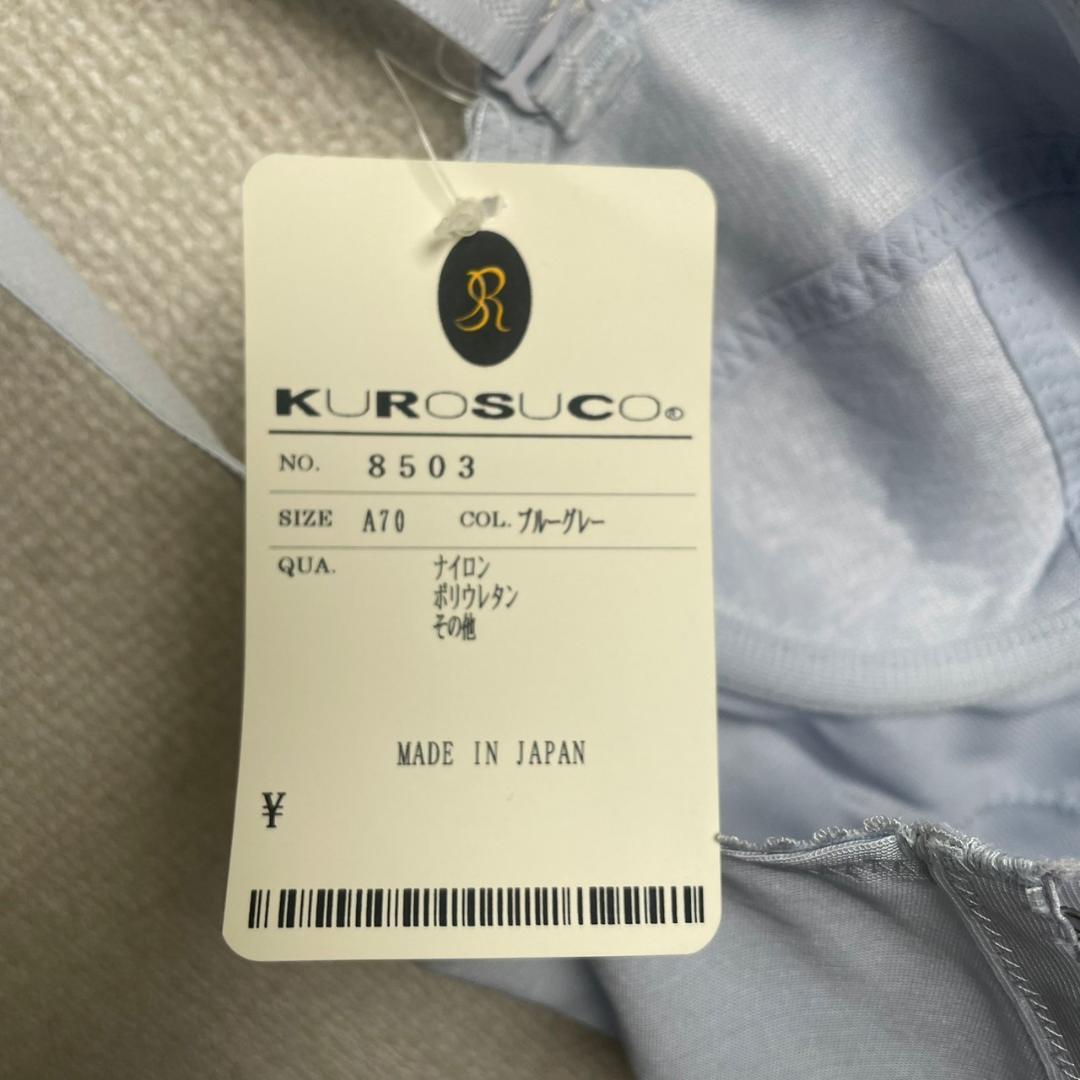 SR
KUROSUCO®
NO. 8503
SIZE A70 COL. ブルーグレー
QUA. ナイロン
ポリウレタン
その他
MADE IN JAPAN
¥